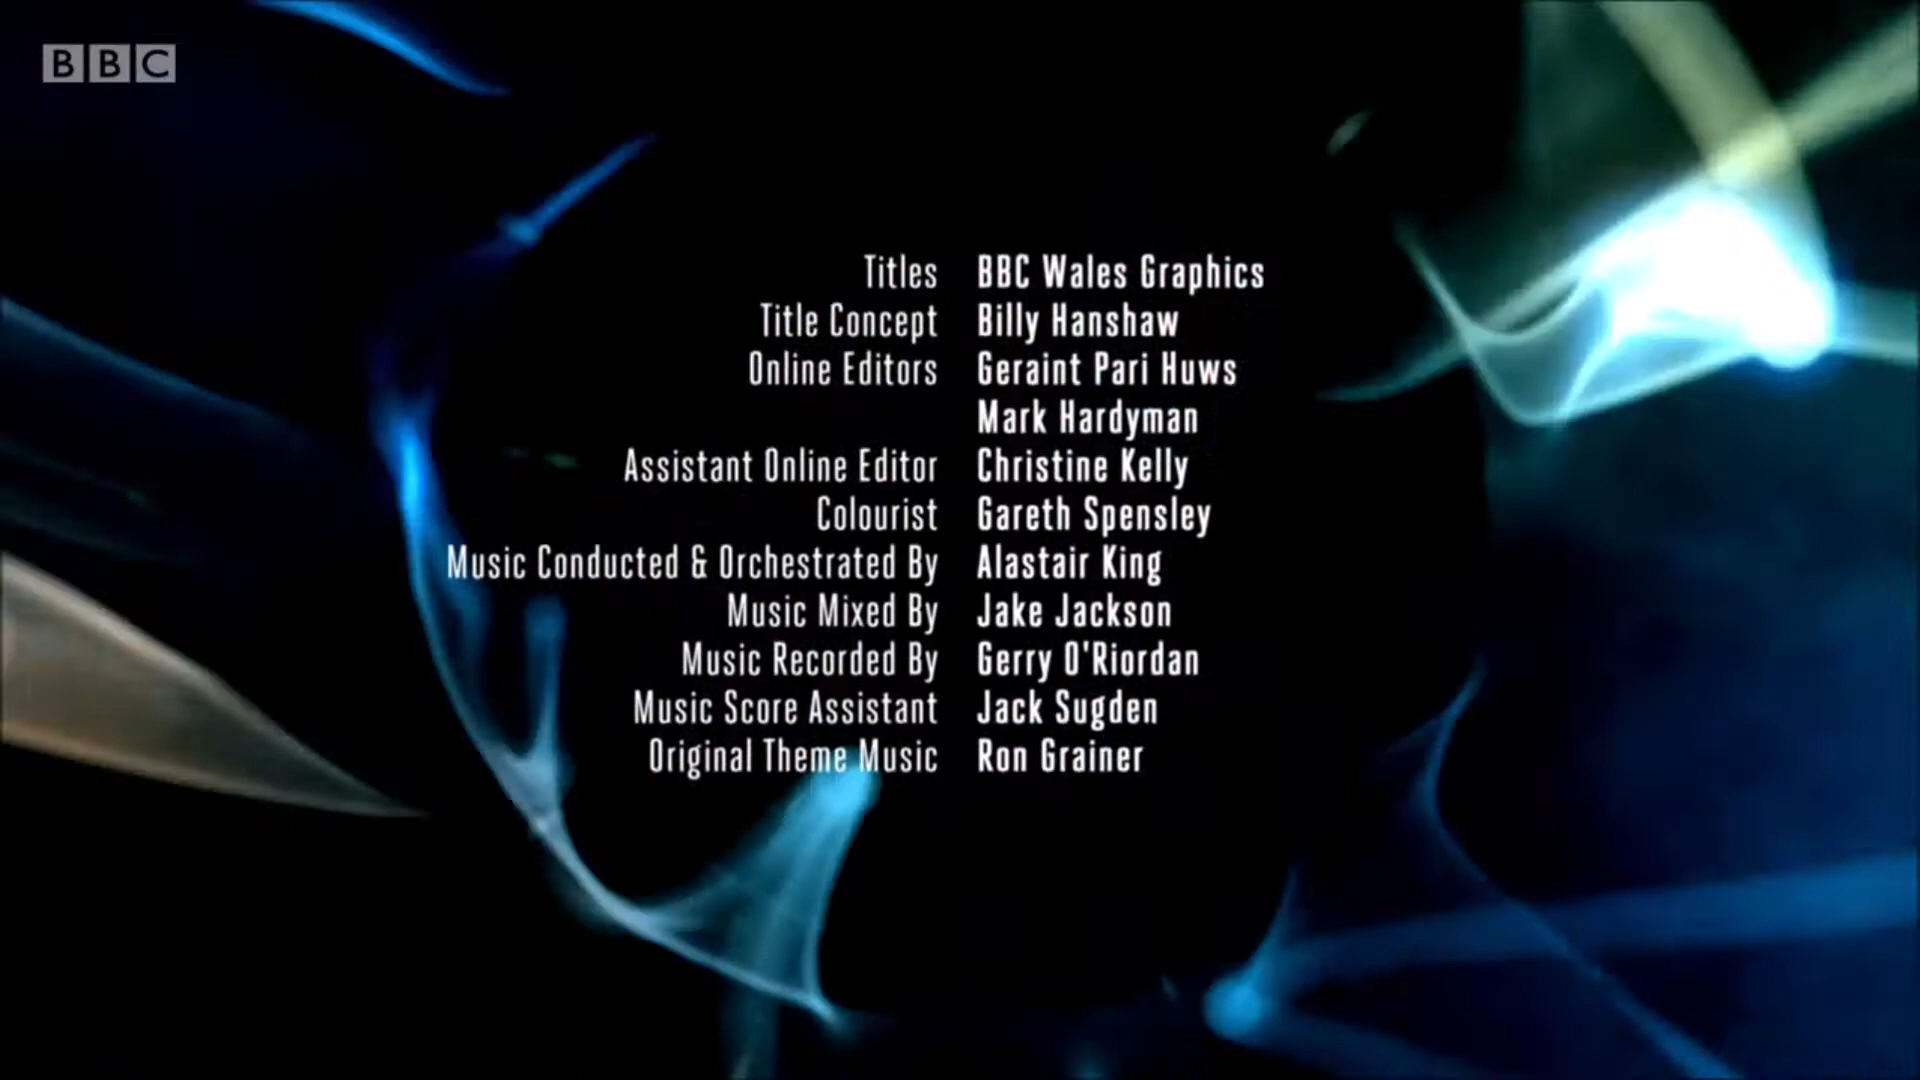 BBC
Titles BBC Wales Graphics
Title Concept Billy Hanshaw
Online Editors Geraint Pari Huws
Mark Hardyman
Assistant Online Editor Christine Kelly
Colourist Gareth Spensley
Music Conducted & Orchestrated By Alastair King
Music Mixed By Jake Jackson
Music Recorded By Gerry O'Riordan
Music Score Assistant Jack Sugden
Original Theme Music Ron Grainer